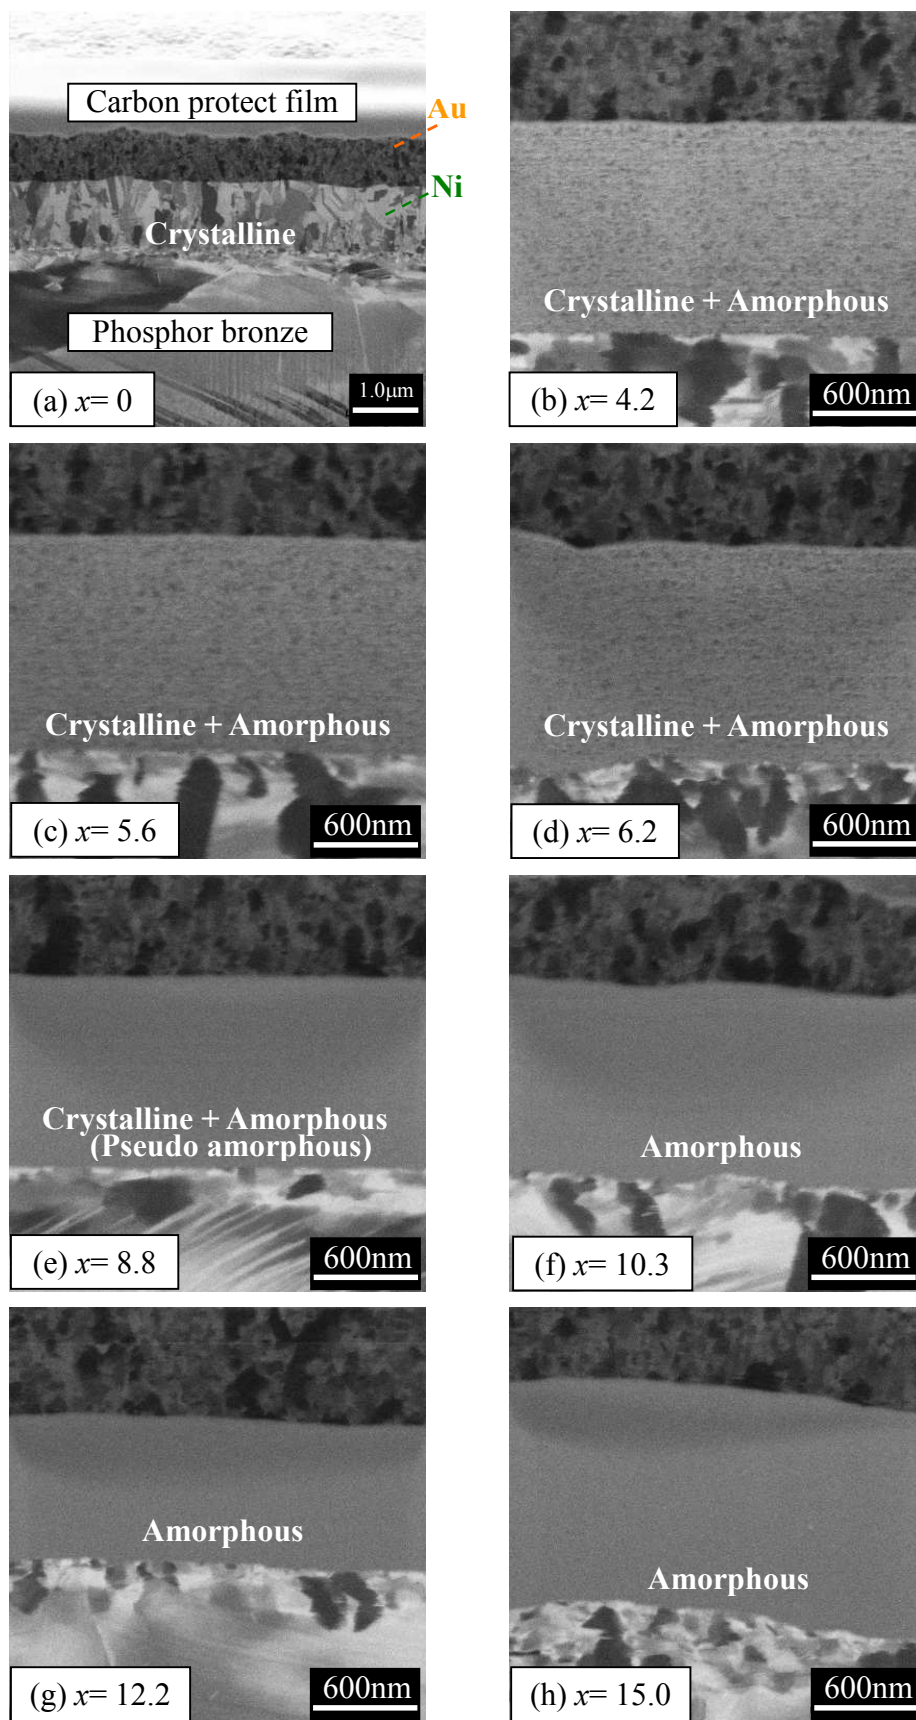 Carbon protect film
Au
Ni
Crystalline
Phosphor bronze
(a) x= 0
1.0μm
Crystalline + Amorphous
(b) x= 4.2
600nm
Crystalline + Amorphous
(c) x= 5.6
600nm
Crystalline + Amorphous
(d) x= 6.2
600nm
Crystalline + Amorphous
(Pseudo amorphous)
(e) x= 8.8
600nm
Amorphous
(f) x= 10.3
600nm
Amorphous
(g) x= 12.2
600nm
Amorphous
(h) x= 15.0
600nm